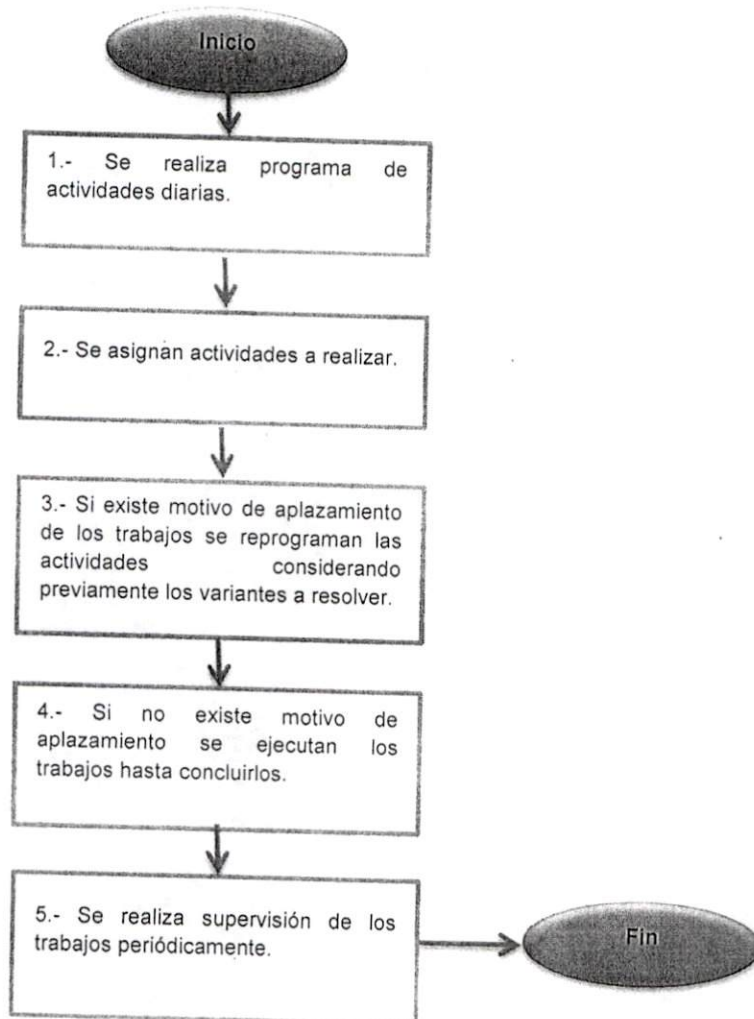 Inicio
1.- Se realiza programa de
actividades diarias.
2.- Se asignan actividades a realizar.
3.- Si existe motivo de aplazamiento
de los trabajos se reprograman las
actividades considerando
previamente los variantes a resolver.
4.- Si no existe motivo de
aplazamiento se ejecutan los
trabajos hasta concluirlos.
5.- Se realiza supervisión de los
trabajos periódicamente.
Fin